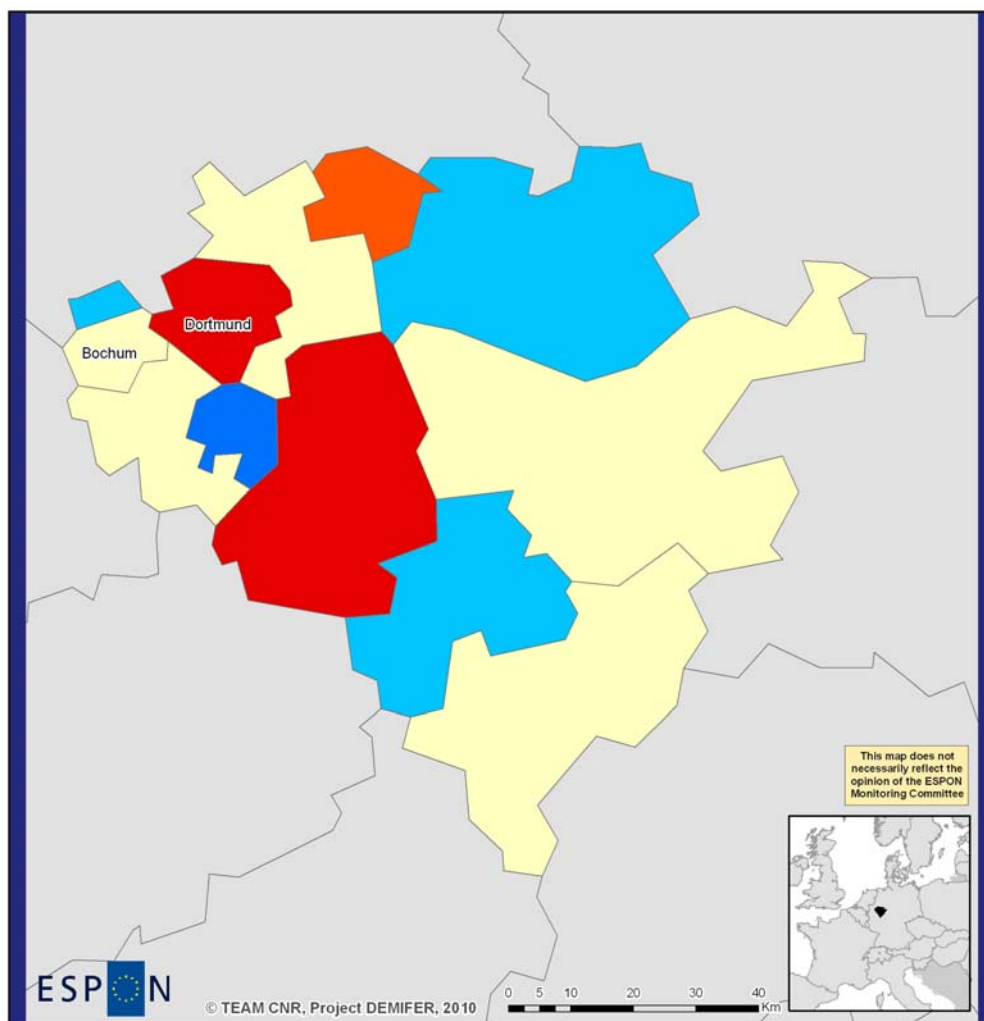 Dortmund
Bochum
This map does not
necessarily reflect the
opinion of the ESPON
Monitoring Committee
ESPON
© TEAM CNR, Project DEMIFER, 2010
0 5 10 20 30 40
Km